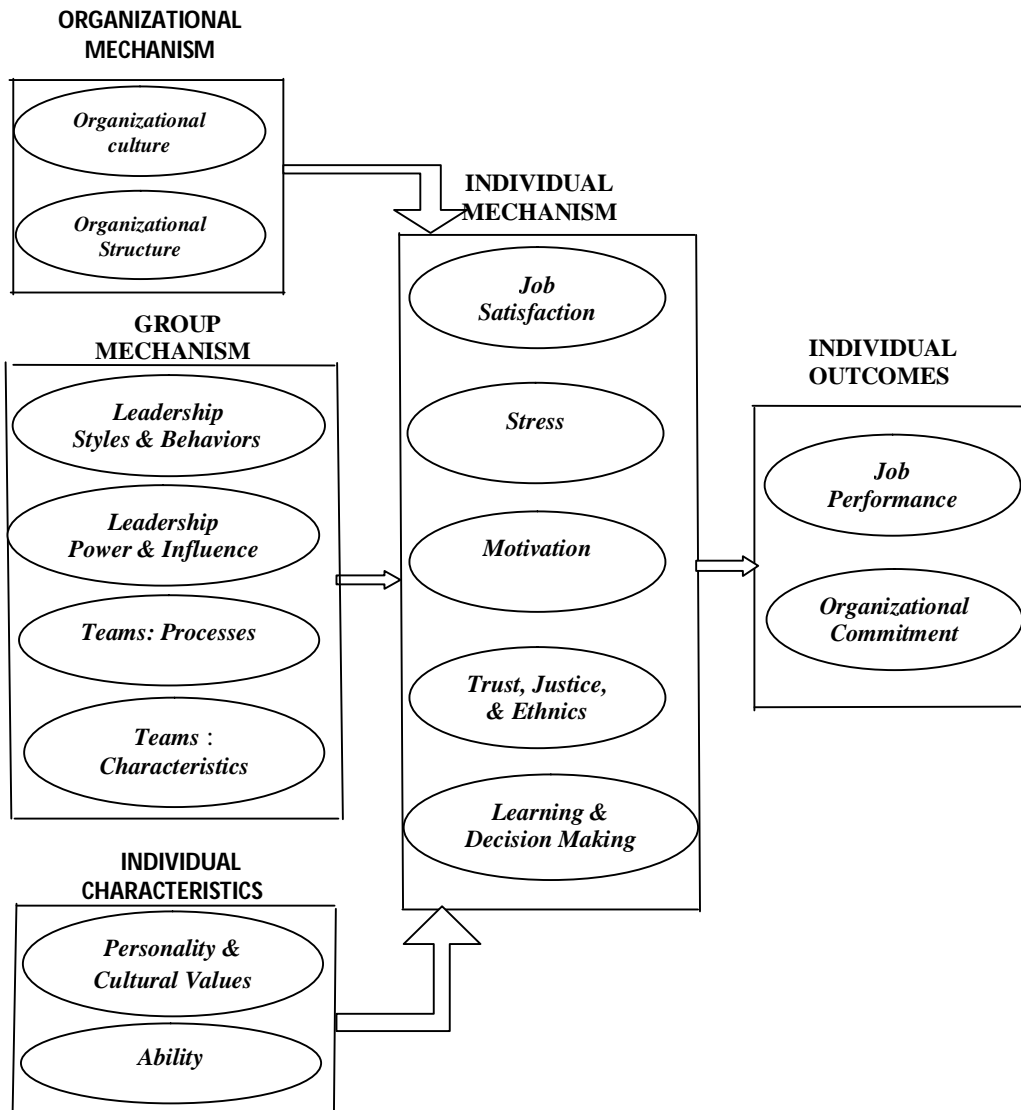 ORGANIZATIONAL
MECHANISM
Organizational
culture
Organizational
Structure
GROUP
MECHANISM
Leadership
Styles & Behaviors
Leadership
Power & Influence
Teams: Processes
Teams :
Characteristics
INDIVIDUAL
CHARACTERISTICS
Personality &
Cultural Values
Ability
INDIVIDUAL
MECHANISM
Job
Satisfaction
Stress
Motivation
Trust, Justice,
& Ethnics
Learning &
Decision Making
INDIVIDUAL
OUTCOMES
Job
Performance
Organizational
Commitment